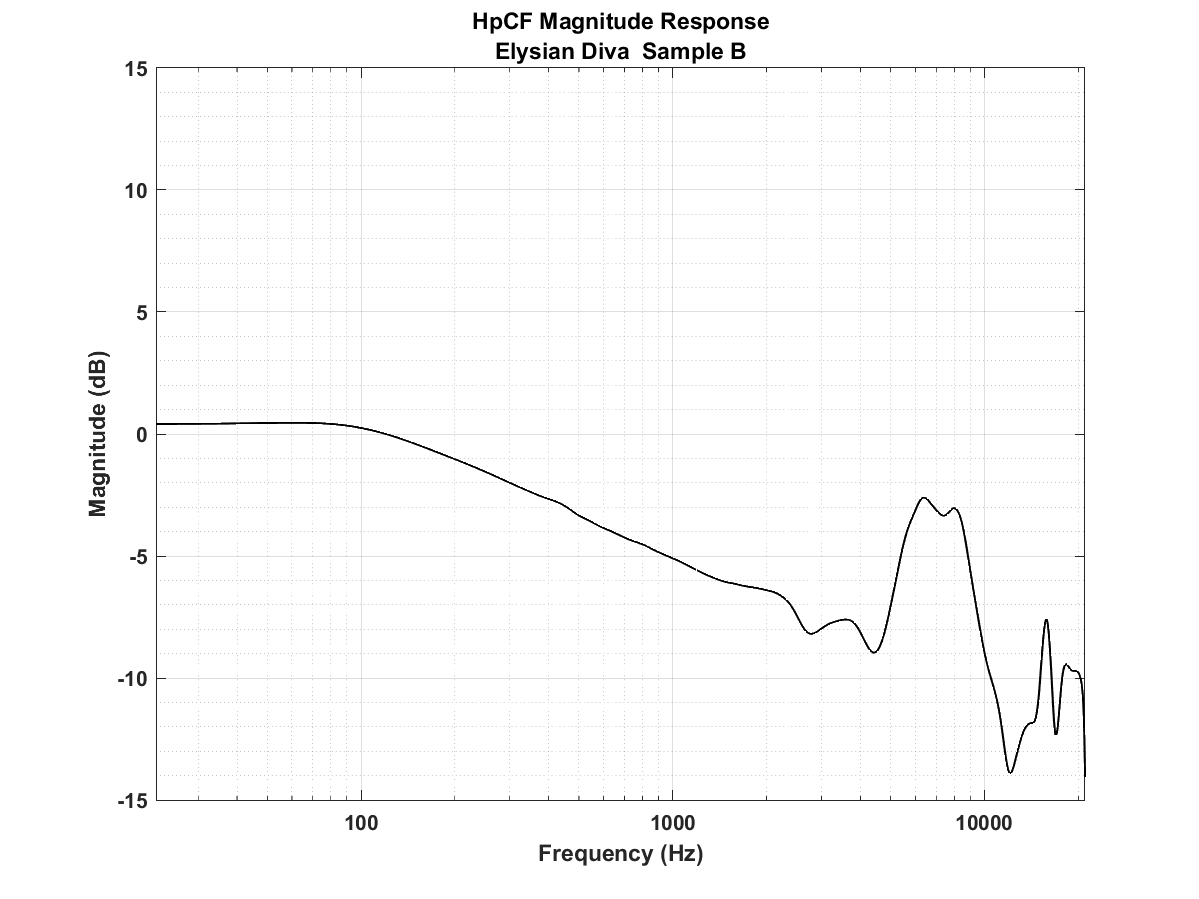 HpCF Magnitude Response
Elysian Diva  Sample B
15
10
5
0
-5
-10
-15
Magnitude (dB)
100
1000
10000
Frequency (Hz)